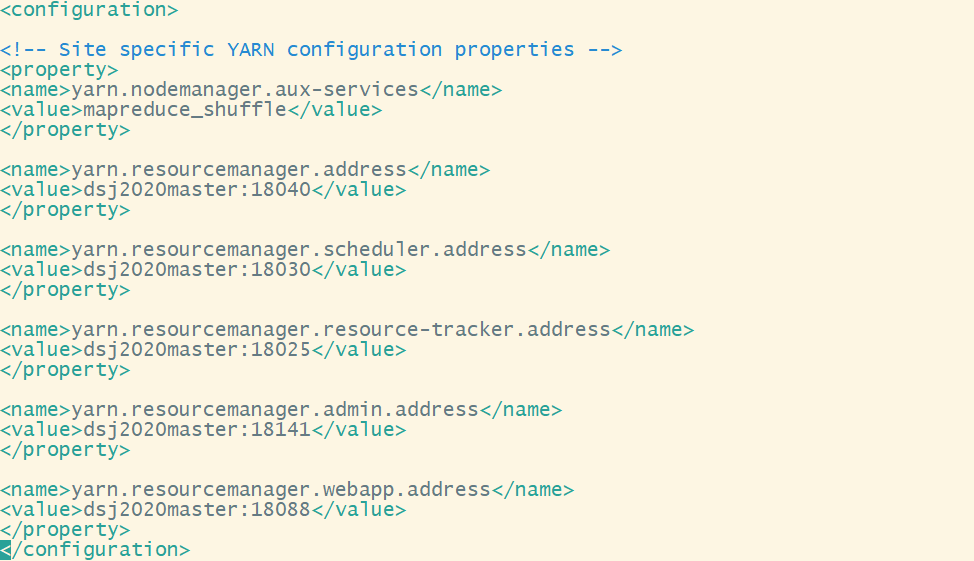 <configuration>
<!-- Site specific YARN configuration properties -->
<property>
<name>yarn.nodemanager.aux-services</name>
<value>mapreduce_shuffle</value>
</property>
<name>yarn.resourcemanager.address</name>
<value>dsj2020master:18040</value>
</property>
<name>yarn.resourcemanager.scheduler.address</name>
<value>dsj2020master:18030</value>
</property>
<name>yarn.resourcemanager.resource-tracker.address</name>
<value>dsj2020master:18025</value>
</property>
<name>yarn.resourcemanager.admin.address</name>
<value>dsj2020master:18141</value>
</property>
<name>yarn.resourcemanager.webapp.address</name>
<value>dsj2020master:18088</value>
</property>
</configuration>